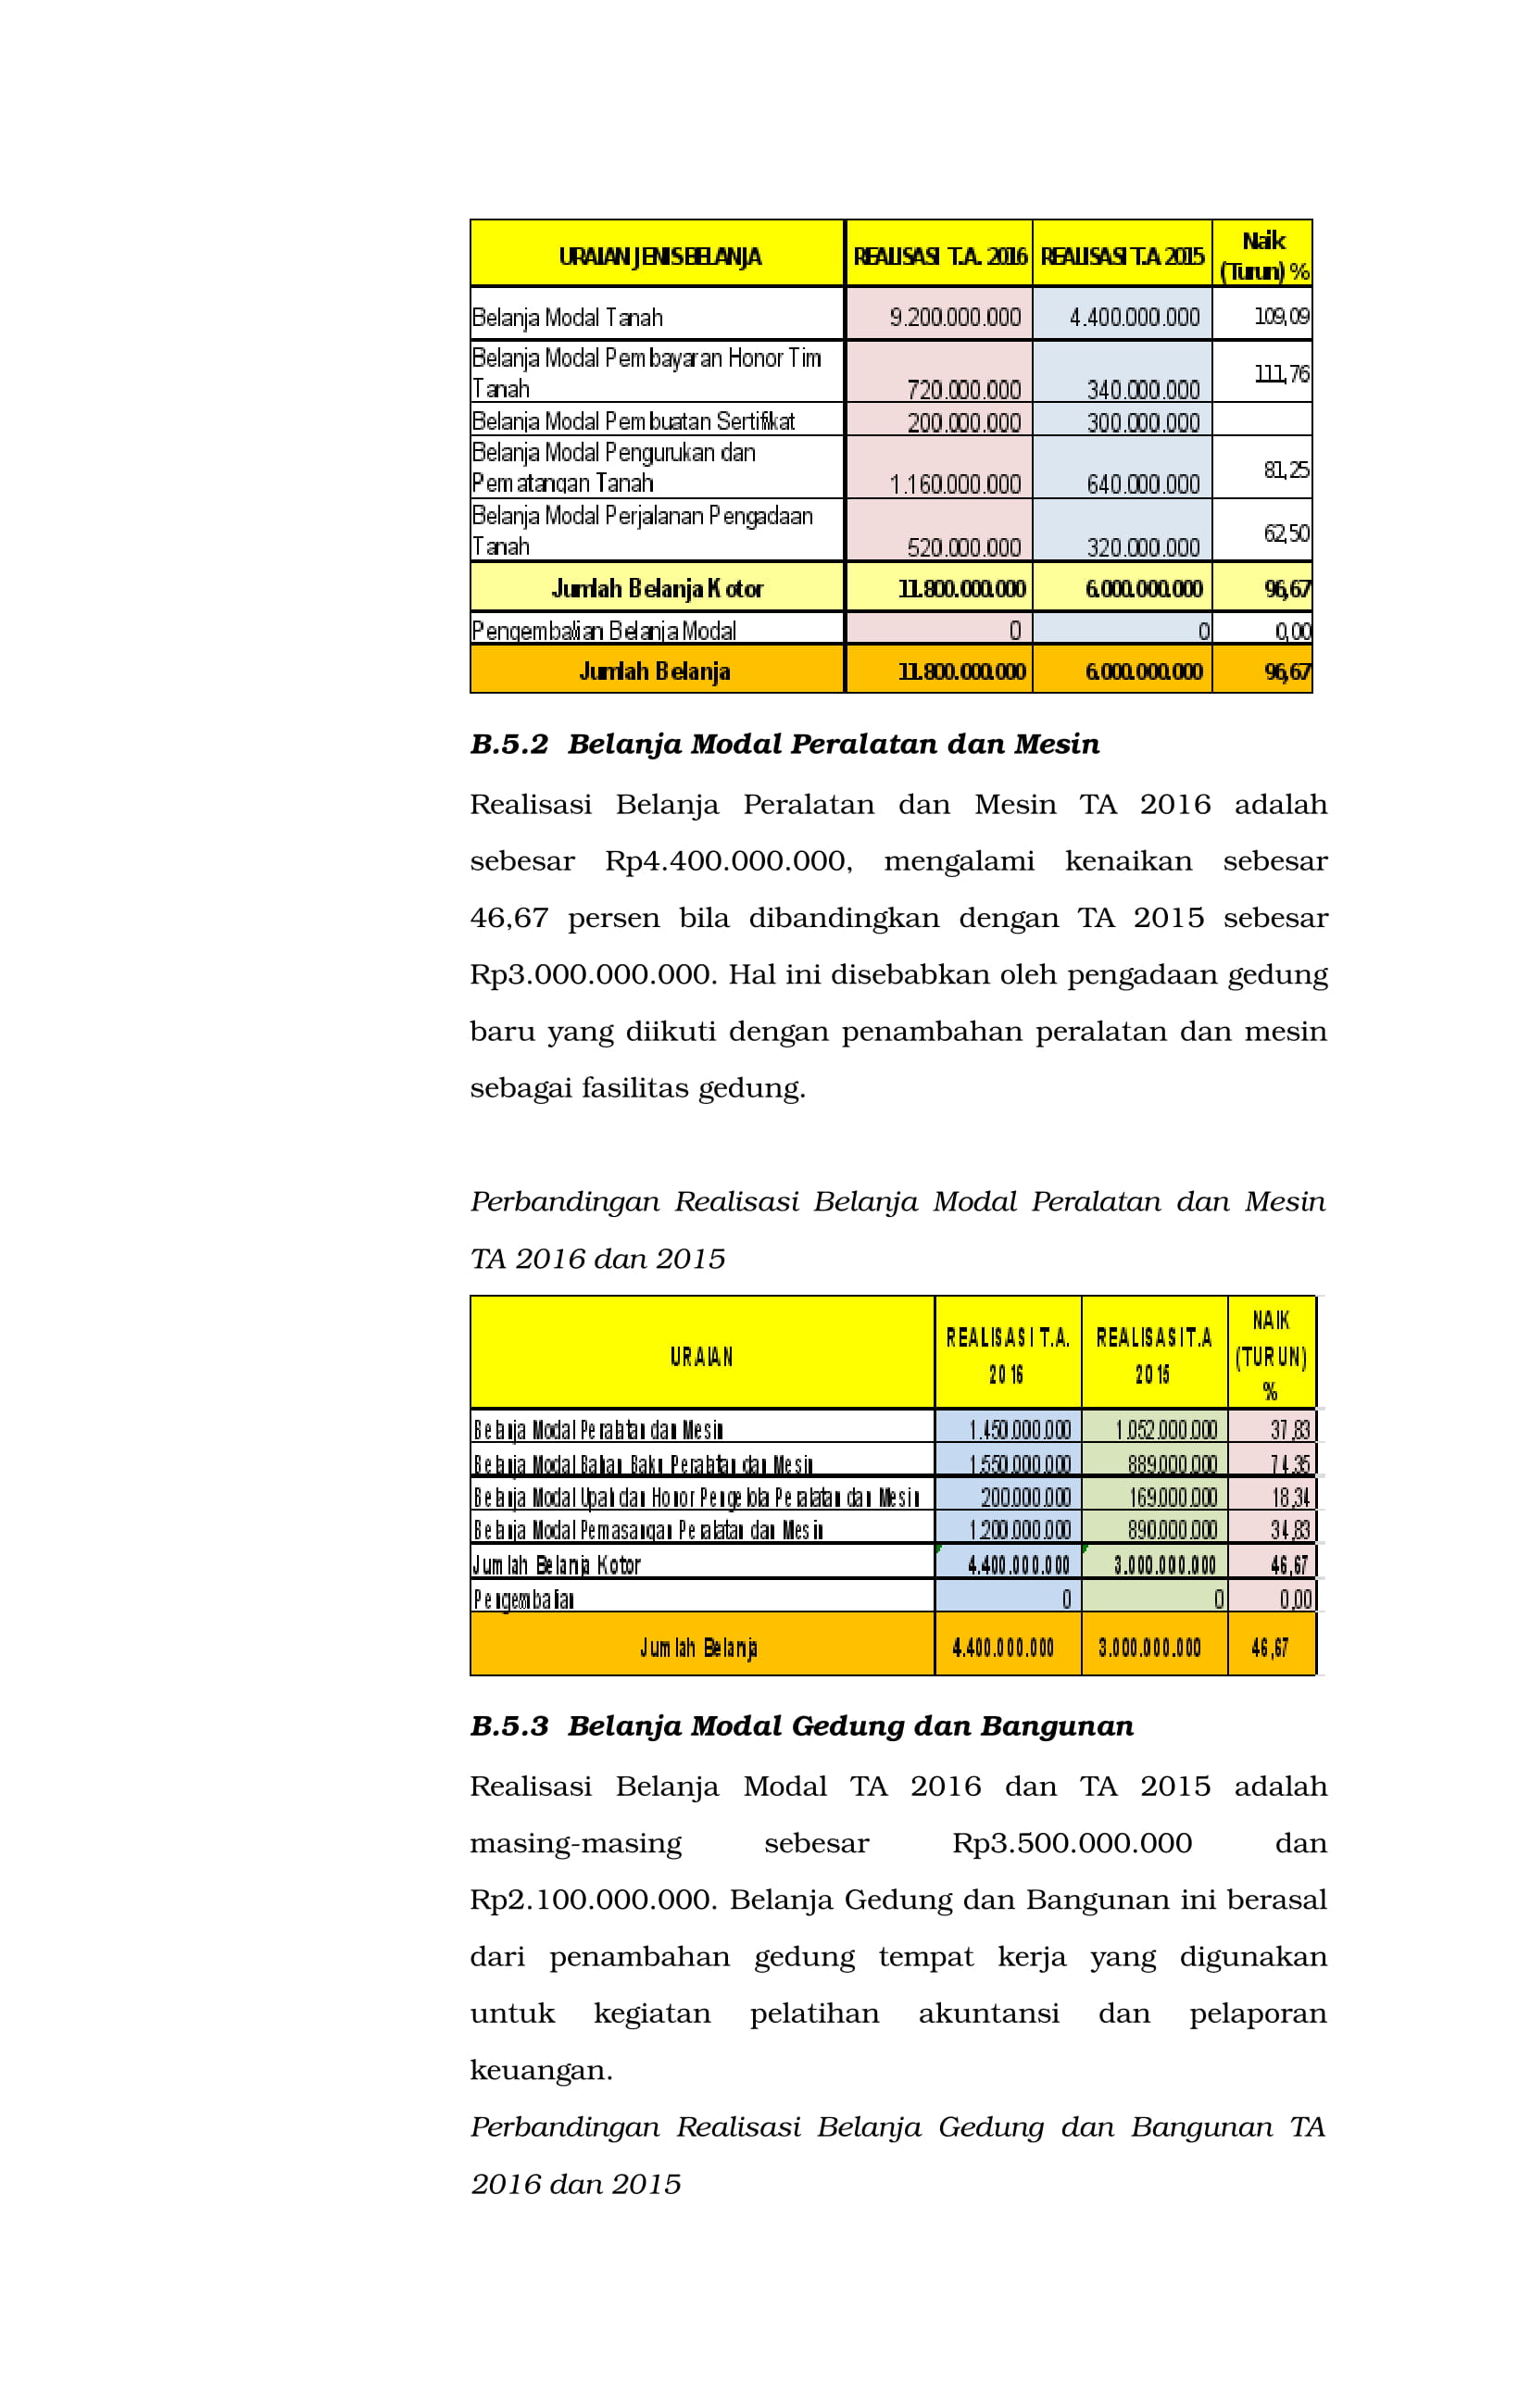 URAIAN JENIS BELANJA REALISASI T.A. 2016 REALISASI T.A 2015 Naik (Turun) %
Belanja Modal Tanah 9.200.000.000 4.400.000.000 109,09
Belanja Modal Pembayaran Honor Tim
Tanah 720.000.000 340.000.000 111,76
Belanja Modal Pembuatan Sertifikat 200.000.000 300.000.000
Belanja Modal Pengurukan dan
Pematangan Tanah 1.160.000.000 640.000.000 81,25
Belanja Modal Perjalanan Pengadaan
Tanah 520.000.000 320.000.000 62,50
Jumlah Belanja Kotor 11.800.000.000 6.000.000.000 96,67
Pengembalian Belanja Modal 0 0 0,00
Jumlah Belanja 11.800.000.000 6.000.000.000 96,67
B.5.2 Belanja Modal Peralatan dan Mesin
Realisasi Belanja Peralatan dan Mesin TA 2016 adalah
sebesar Rp4.400.000.000, mengalami kenaikan sebesar
46,67 persen bila dibandingkan dengan TA 2015 sebesar
Rp3.000.000.000. Hal ini disebabkan oleh pengadaan gedung
baru yang diikuti dengan penambahan peralatan dan mesin
sebagai fasilitas gedung.
Perbandingan Realisasi Belanja Modal Peralatan dan Mesin
TA 2016 dan 2015
URAIAN REALISASI T.A. 2016 REALISASI T.A 2015 NAIK (TURUN) %
Belanja Modal Peralatan dan Mesin 1.450.000.000 1.052.000.000 37,83
Belanja Modal Bahan Baku Peralatan dan Mesin 1.550.000.000 889.000.000 74,35
Belanja Modal Upah dan Honor Pengelola Peralatan dan Mesin 200.000.000 169.000.000 18,34
Belanja Modal Pemasangan Peralatan dan Mesin 1.200.000.000 890.000.000 34,83
Jumlah Belanja Kotor 4.400.000.000 3.000.000.000 46,67
Pengembalian 0 0 0,00
Jumlah Belanja 4.400.000.000 3.000.000.000 46,67
B.5.3 Belanja Modal Gedung dan Bangunan
Realisasi Belanja Modal TA 2016 dan TA 2015 adalah
masing-masing sebesar Rp3.500.000.000 dan
Rp2.100.000.000. Belanja Gedung dan Bangunan ini berasal
dari penambahan gedung tempat kerja yang digunakan
untuk kegiatan pelatihan akuntansi dan pelaporan
keuangan.
Perbandingan Realisasi Belanja Gedung dan Bangunan TA
2016 dan 2015